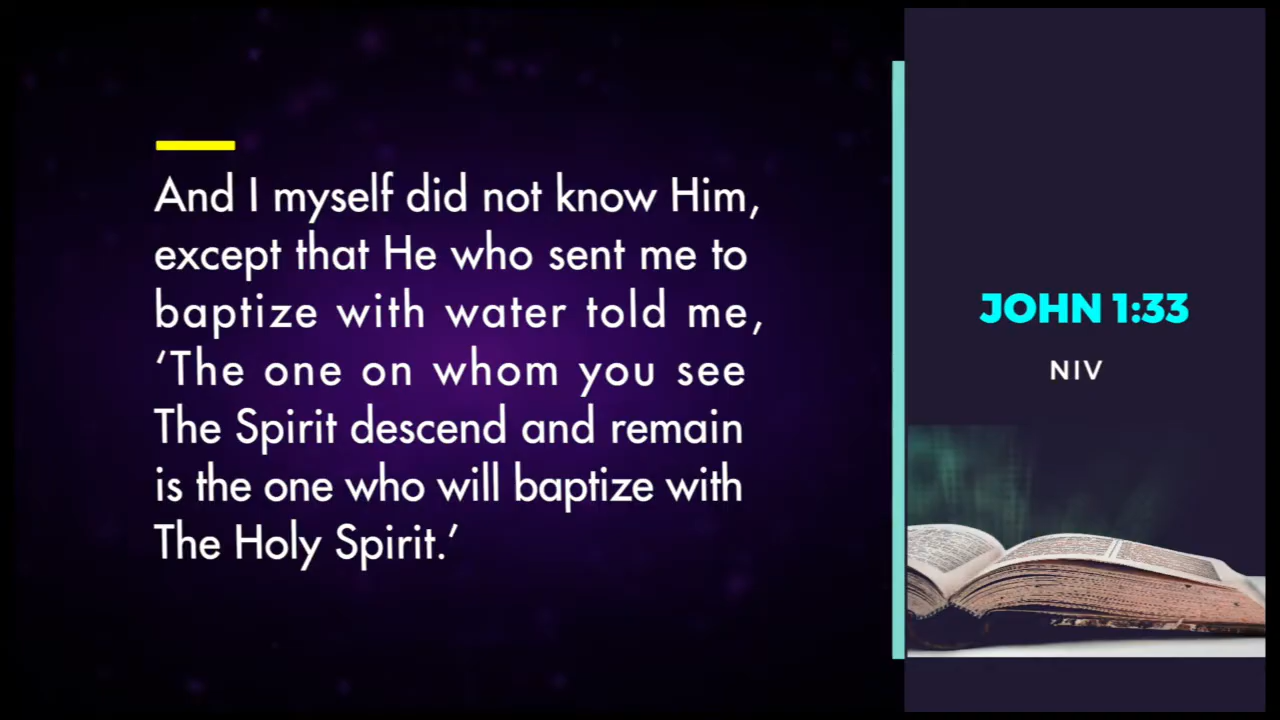 And I myself did not know Him,
except that He who sent me to
baptize with water told me,
‘The one on whom you see
The Spirit descend and remain
is the one who will baptize with
The Holy Spirit.’
JOHN 1:33
NIV